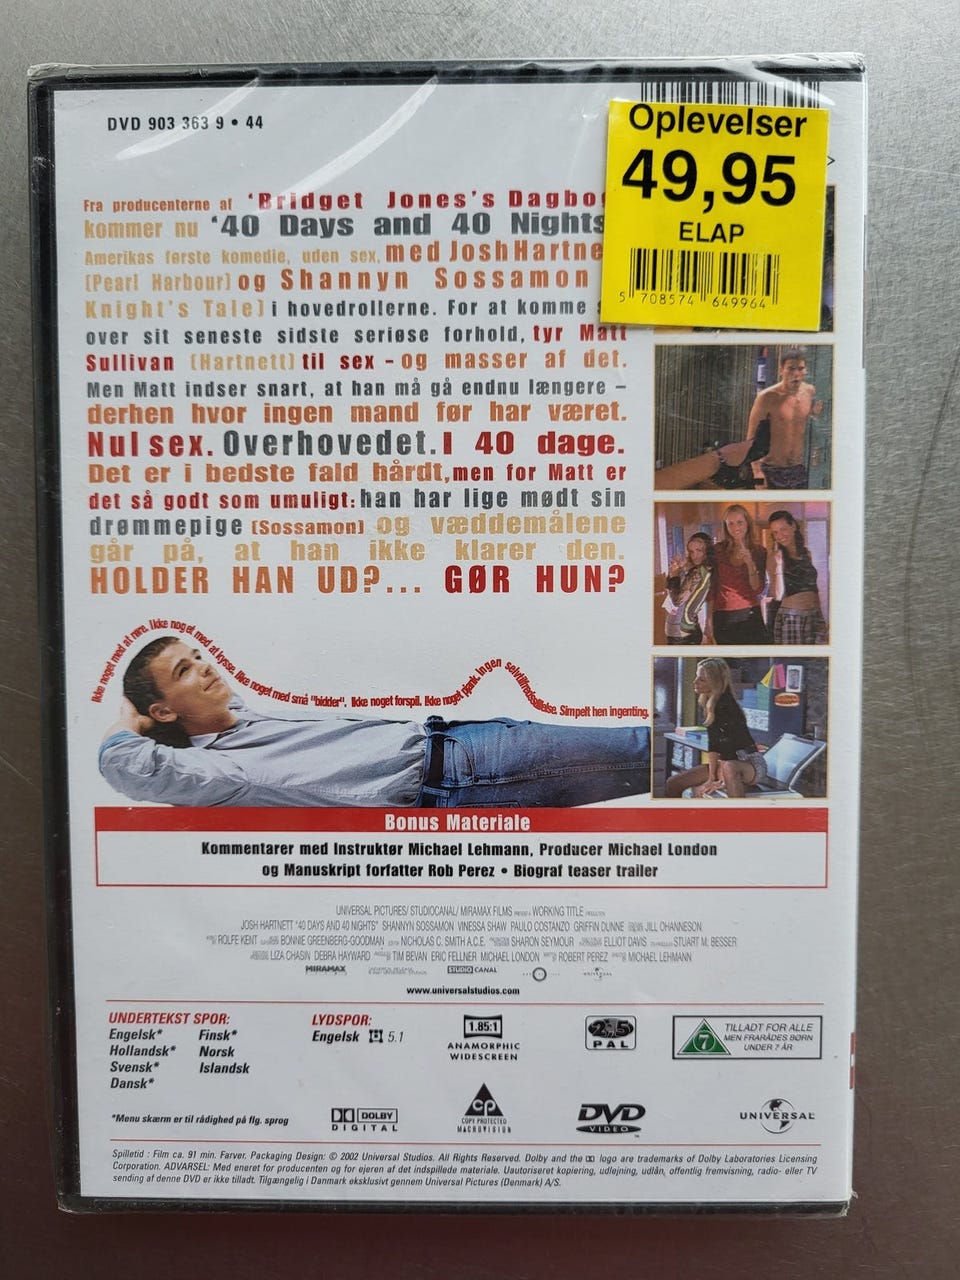 DVD 903 363 9 • 44
Oplevelser
49,95
ELAP
5 708574 649964
Fra producenterne af 'Bridget Jones's Dagbog
kommer nu '40 Days and 40 Nights
Amerikas første komedie, uden sex, med Josh Hartne
(Pearl Harbour) og Shannyn Sossamon
Knight's Tale) i hovedrollerne. For at komme
over sit seneste sidste seriøse forhold, tyr Matt
Sullivan (Hartnett) til sex – og masser af det.
Men Matt indser snart, at han må gå endnu længere –
derhen hvor ingen mand før har været.
Nul sex. Overhovedet. I 40 dage.
Det er i bedste fald hårdt, men for Matt er
det så godt som umuligt: han har lige mødt sin
drømmepige (Sossamon) og væddemålene
går på, at han ikke klarer den.
HOLDER HAN UD?... GØR HUN?
Ikke noget med at røre. Ikke noget med at kysse. Ikke noget med små "bidder". Ikke noget forspil. Ikke noget pjank. Ingen selvtilfredsstillelse. Simpelt hen ingenting.
Bonus Materiale
Kommentarer med Instruktør Michael Lehmann, Producer Michael London
og Manuskript forfatter Rob Perez • Biograf teaser trailer
UNIVERSAL PICTURES/ STUDIOCANAL/ MIRAMAX FILMS WORKING TITLE
JOSH HARTNETT "40 DAYS AND 40 NIGHTS" SHANNYN SOSSAMON VINESSA SHAW PAULO COSTANZO GRIFFIN DUNNE JILL OHANNESON
ROLFE KENT BONNIE GREENBERG-GOODMAN NICHOLAS C. SMITH A.C.E. SHARON SEYMOUR ELLIOT DAVIS STUART M. BESSER
LIZA CHASIN DEBRA HAYWARD TIM BEVAN ERIC FELLNER MICHAEL LONDON ROBERT PEREZ MICHAEL LEHMANN
MIRAMAX STUDIO CANAL UNIVERSAL
www.universalstudios.com
UNDERTEKST SPOR:
Engelsk* Finsk*
Hollandsk* Norsk
Svensk* Islandsk
Dansk*
*Menu skærm er til rådighed på flg. sprog
LYDSPOR:
Engelsk 5.1
1.85:1
ANAMORPHIC
WIDESCREEN
2,5
PAL
7
TILLADT FOR ALLE
MEN FRARÅDES BØRN
UNDER 7 ÅR
DOLBY
DIGITAL
CP
COPY PROTECTED
MACROVISION
DVD
VIDEO
™
UNIVERSAL
Spilletid : Film ca. 91 min. Farver. Packaging Design: © 2002 Universal Studios. All Rights Reserved. Dolby and the logo are trademarks of Dolby Laboratories Licensing
Corporation. ADVARSEL: Med eneret for producenten og for ejeren af det indspillede materiale. Uautoriseret kopiering, udlejning, udlån, offentlig fremvisning, radio- eller TV
sending af denne DVD er ikke tilladt. Tilgængelig i Danmark eksklusivt gennem Universal Pictures (Denmark) A/S.